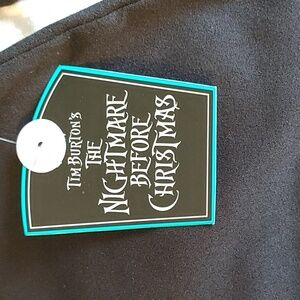 TIM BURTON'S
THE
NIGHTMARE
BEFORE
CHRISTMAS